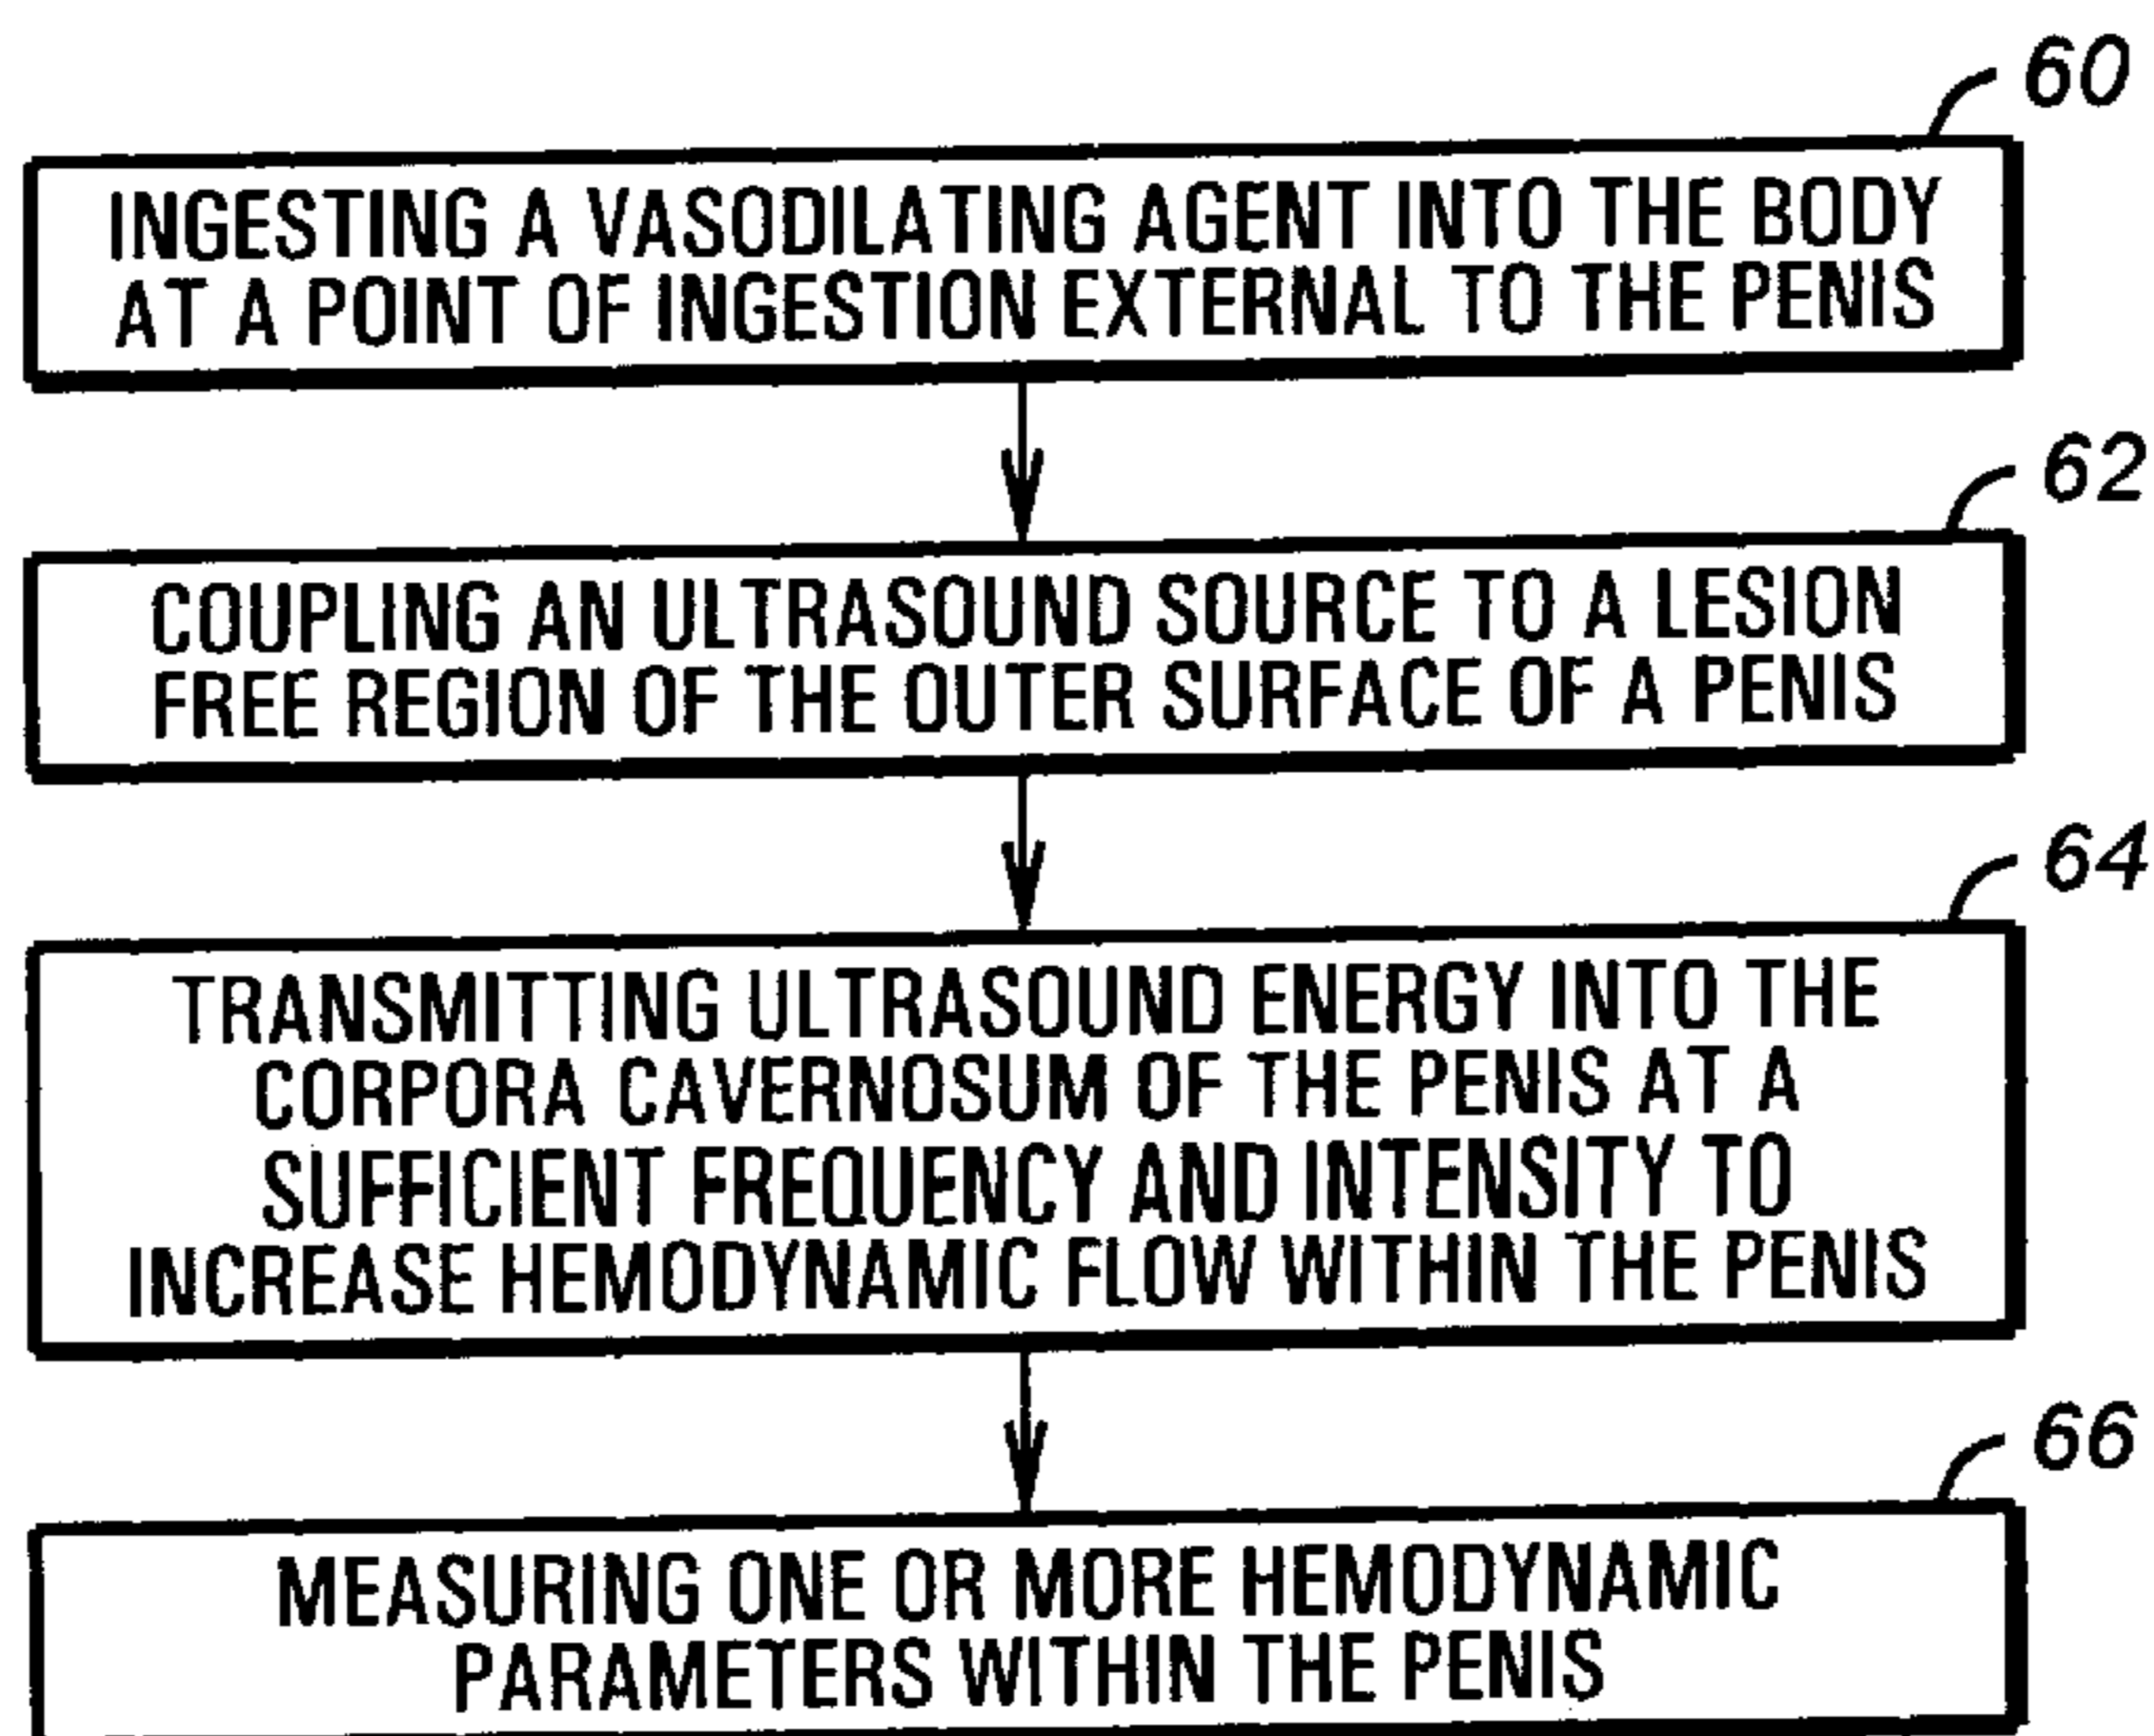 60
INGESTING A VASODILATING AGENT INTO THE BODY
AT A POINT OF INGESTION EXTERNAL TO THE PENIS
62
COUPLING AN ULTRASOUND SOURCE TO A LESION
FREE REGION OF THE OUTER SURFACE OF A PENIS
64
TRANSMITTING ULTRASOUND ENERGY INTO THE
CORPORA CAVERNOSUM OF THE PENIS AT A
SUFFICIENT FREQUENCY AND INTENSITY TO
INCREASE HEMODYNAMIC FLOW WITHIN THE PENIS
66
MEASURING ONE OR MORE HEMODYNAMIC
PARAMETERS WITHIN THE PENIS